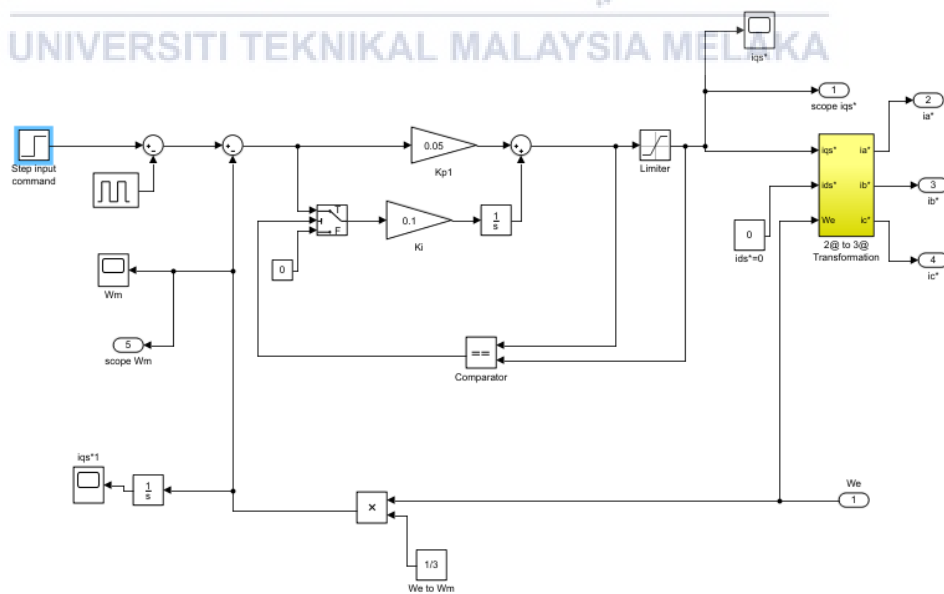 UNIVERSITI TEKNIKAL MALAYSIA MELAKA
iqs*
1
scope iqs*
2
ia*
Step input
command
0.05
Kp1
Limiter
iqs*
ids*
We
ia*
ib*
ic*
2@ to 3@
Transformation
3
ib*
4
ic*
T
F
0.1
Ki
1
s
0
0
ids*=0
Wm
5
scope Wm
==
Comparator
iqs*1
1
s
×
We
1
1/3
We to Wm